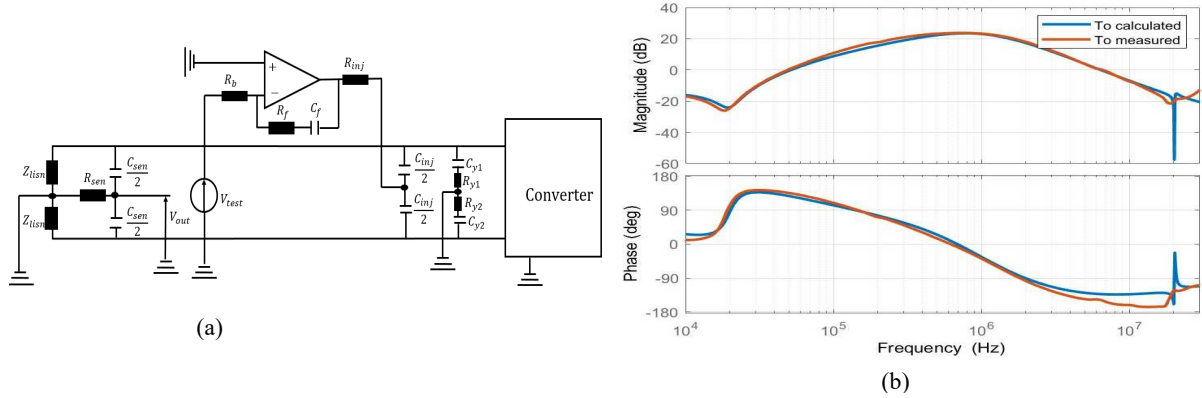 (a)
R_b
+
−
R_inj
R_f
C_f
Z_lisn
R_sen
C_sen
2
V_out
V_test
C_inj
2
C_y1
R_y1
Converter
Z_lisn
C_sen
2
C_inj
2
R_y2
C_y2
(a)
(b)
40
20
0
-20
-40
60
Magnitude (dB)
To calculated
To measured
180
90
0
-90
-180
Phase (deg)
10^4
10^5
10^6
10^7
Frequency (Hz)
(b)